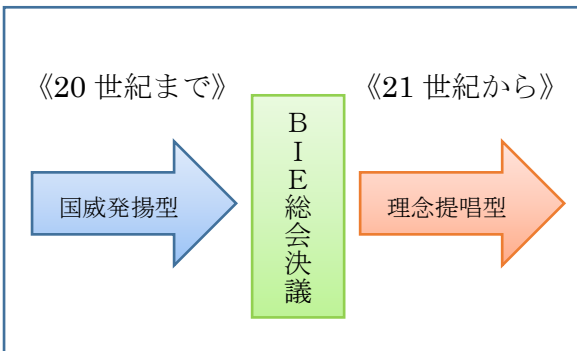 《20 世紀まで》
《21 世紀から》
国威発揚型
BIE総会決議
理念提唱型